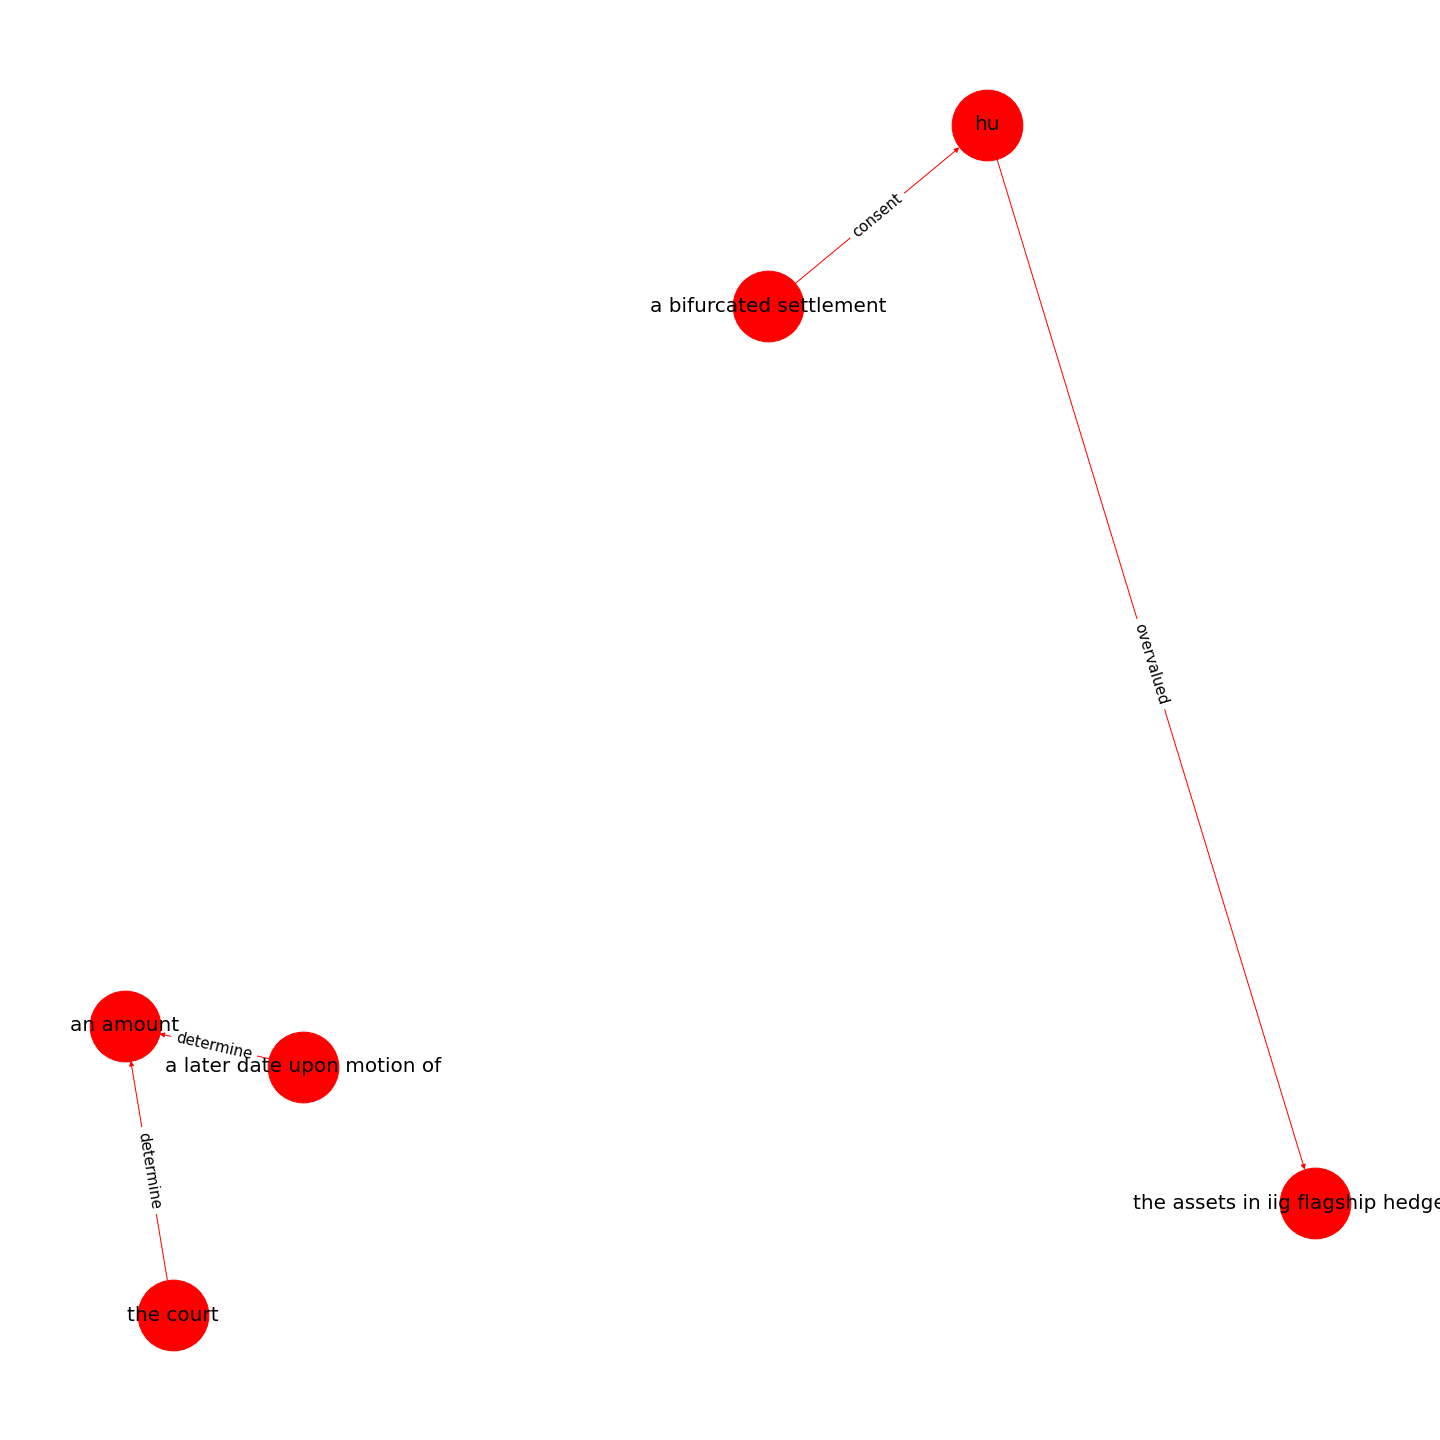 hu
consent
a bifurcated settlement
overvalued
an amount
determine
a later date upon motion of
determine
the assets in iig flagship hedge
the court